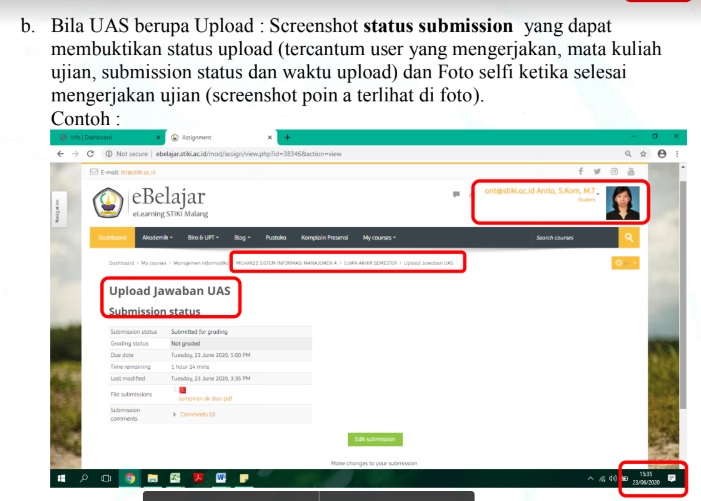 b. Bila UAS berupa Upload : Screenshot status submission yang dapat
membuktikan status upload (tercantum user yang mengerjakan, mata kuliah
ujian, submission status dan waktu upload) dan Foto selfi ketika selesai
mengerjakan ujian (screenshot poin a terlihat di foto).
Contoh :
Info | Dashboard
Assignment
Not secure | ebelajar.stiki.ac.id/mod/assign/view.php?id=38346&action=view
E-mail:
Navigation
eBelajar
eLearning STIKI Malang
ont@stiki.ac.id Anita, S.Kom, M.T
Student
Dashboard Akademik Biro & UPT Blog Pustaka Komplain Presensi My courses Search courses
Dashboard > My courses > Manajemen Informatika > SISTEM INFORMASI MANAJEMEN A > UJIAN AKHIR SEMESTER > Upload Jawaban UAS
Upload Jawaban UAS
Submission status
Submission status Submitted for grading
Grading status Not graded
Due date Tuesday, 23 June 2020, 5:00 PM
Time remaining 1 hour 24 mins
Last modified Tuesday, 23 June 2020, 3:35 PM
File submissions
lampiran sk dian.pdf
Submission
comments
Comments (0)
Edit submission
Make changes to your submission
15:35
23/06/2020